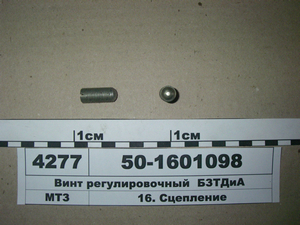 1см 1см
4277 50-1601098
Винт регулировочный БЗТДиА
МТЗ 16. Сцепление